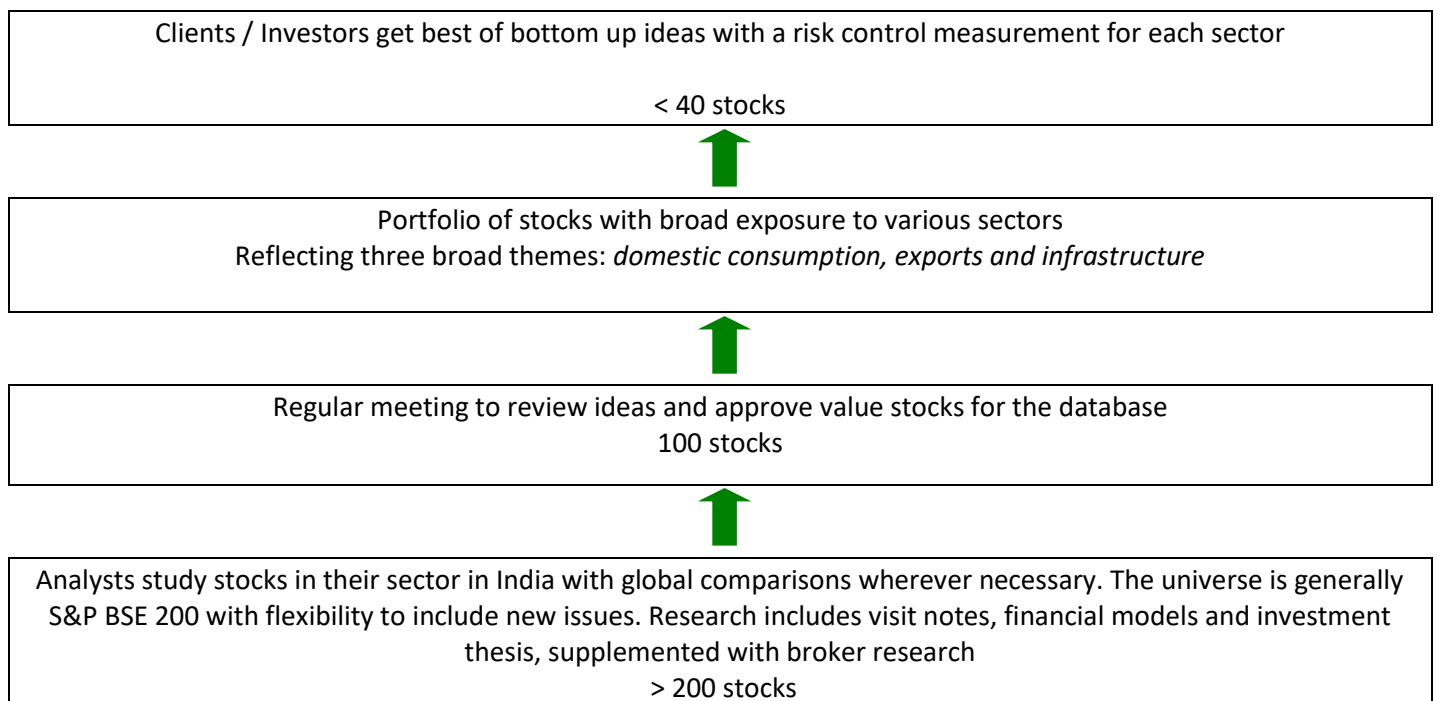 Clients / Investors get best of bottom up ideas with a risk control measurement for each sector
< 40 stocks
Portfolio of stocks with broad exposure to various sectors
Reflecting three broad themes: domestic consumption, exports and infrastructure
Regular meeting to review ideas and approve value stocks for the database
100 stocks
Analysts study stocks in their sector in India with global comparisons wherever necessary. The universe is generally
S&P BSE 200 with flexibility to include new issues. Research includes visit notes, financial models and investment
thesis, supplemented with broker research
> 200 stocks